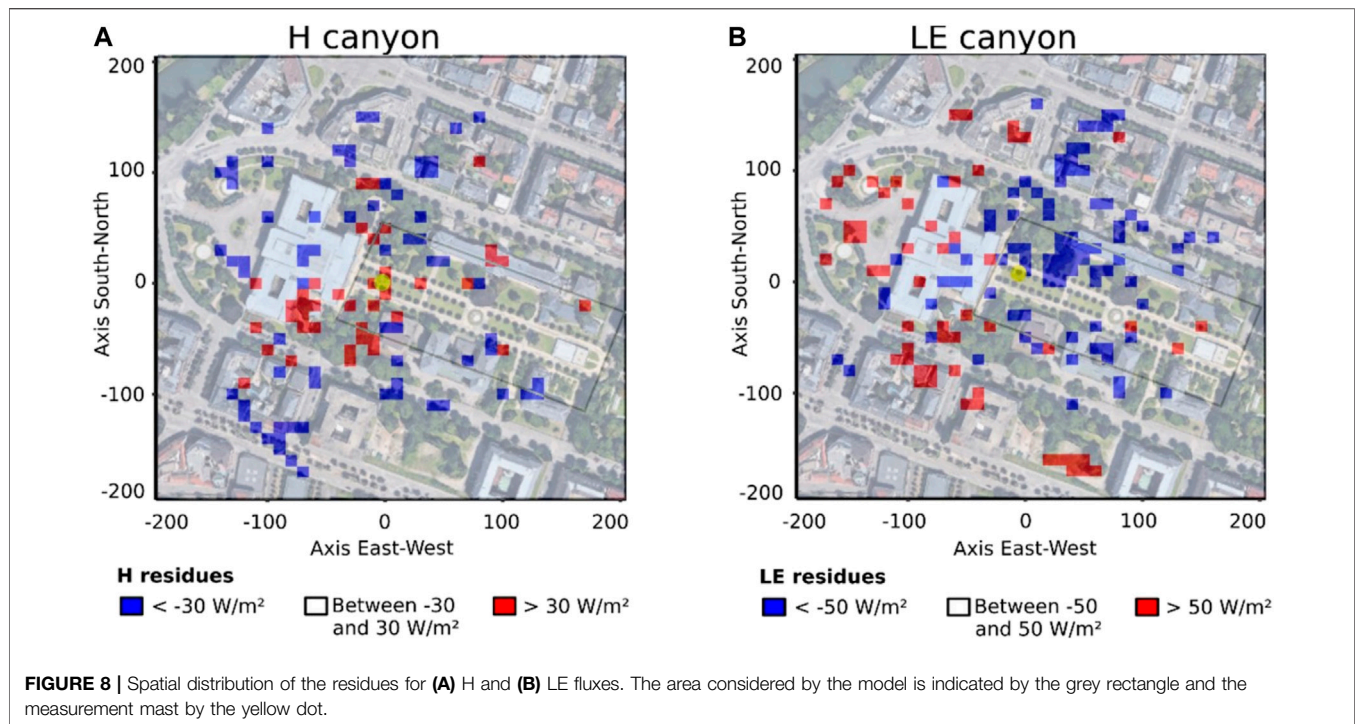 A
H canyon
200
100
0
-100
-200
Axis South-North
-200 -100 0 100 200
Axis East-West
H residues
< -30 W/m²
Between -30
and 30 W/m²
> 30 W/m²
B
LE canyon
200
100
0
-100
-200
Axis South-North
-200 -100 0 100 200
Axis East-West
LE residues
< -50 W/m²
Between -50
and 50 W/m²
> 50 W/m²
FIGURE 8 | Spatial distribution of the residues for (A) H and (B) LE fluxes. The area considered by the model is indicated by the grey rectangle and the
measurement mast by the yellow dot.